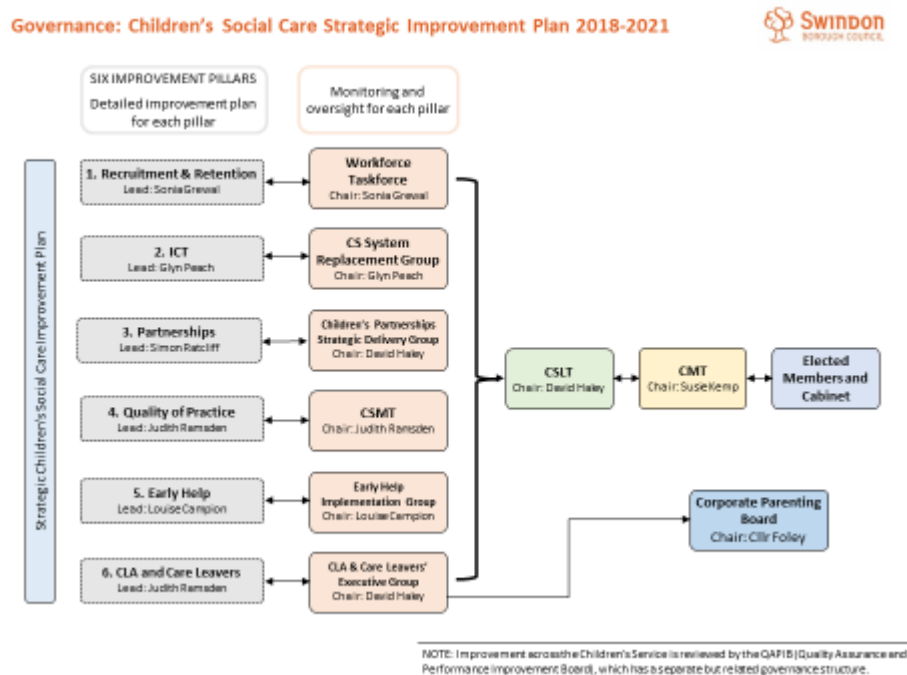 Governance: Children's Social Care Strategic Improvement Plan 2018-2021
Swindon
BOROUGH COUNCIL
SIX IMPROVEMENT PILLARS
Detailed improvement plan
for each pillar
Monitoring and
oversight for each pillar
Strategic Children's Social Care Improvement Plan
1. Recruitment & Retention
Lead: Sonia Grewal
Workforce
Taskforce
Chair: Sonia Grewal
2. ICT
Lead: Glyn Peach
CS System
Replacement Group
Chair: Glyn Peach
3. Partnerships
Lead: Simon Ratcliff
Children's Partnerships
Strategic Delivery Group
Chair: David Haley
4. Quality of Practice
Lead: Judith Ramsden
CSMT
Chair: Judith Ramsden
5. Early Help
Lead: Louise Campion
Early Help
Implementation Group
Chair: Louise Campion
6. CLA and Care Leavers
Lead: Judith Ramsden
CLA & Care Leavers'
Executive Group
Chair: David Haley
CSLT
Chair: David Haley
CMT
Chair: Susie Kemp
Elected
Members and
Cabinet
Corporate Parenting
Board
Chair: Cllr Foley
NOTE: Improvement across the Children's Service is reviewed by the QAPIB (Quality Assurance and
Performance Improvement Board), which has a separate but related governance structure.